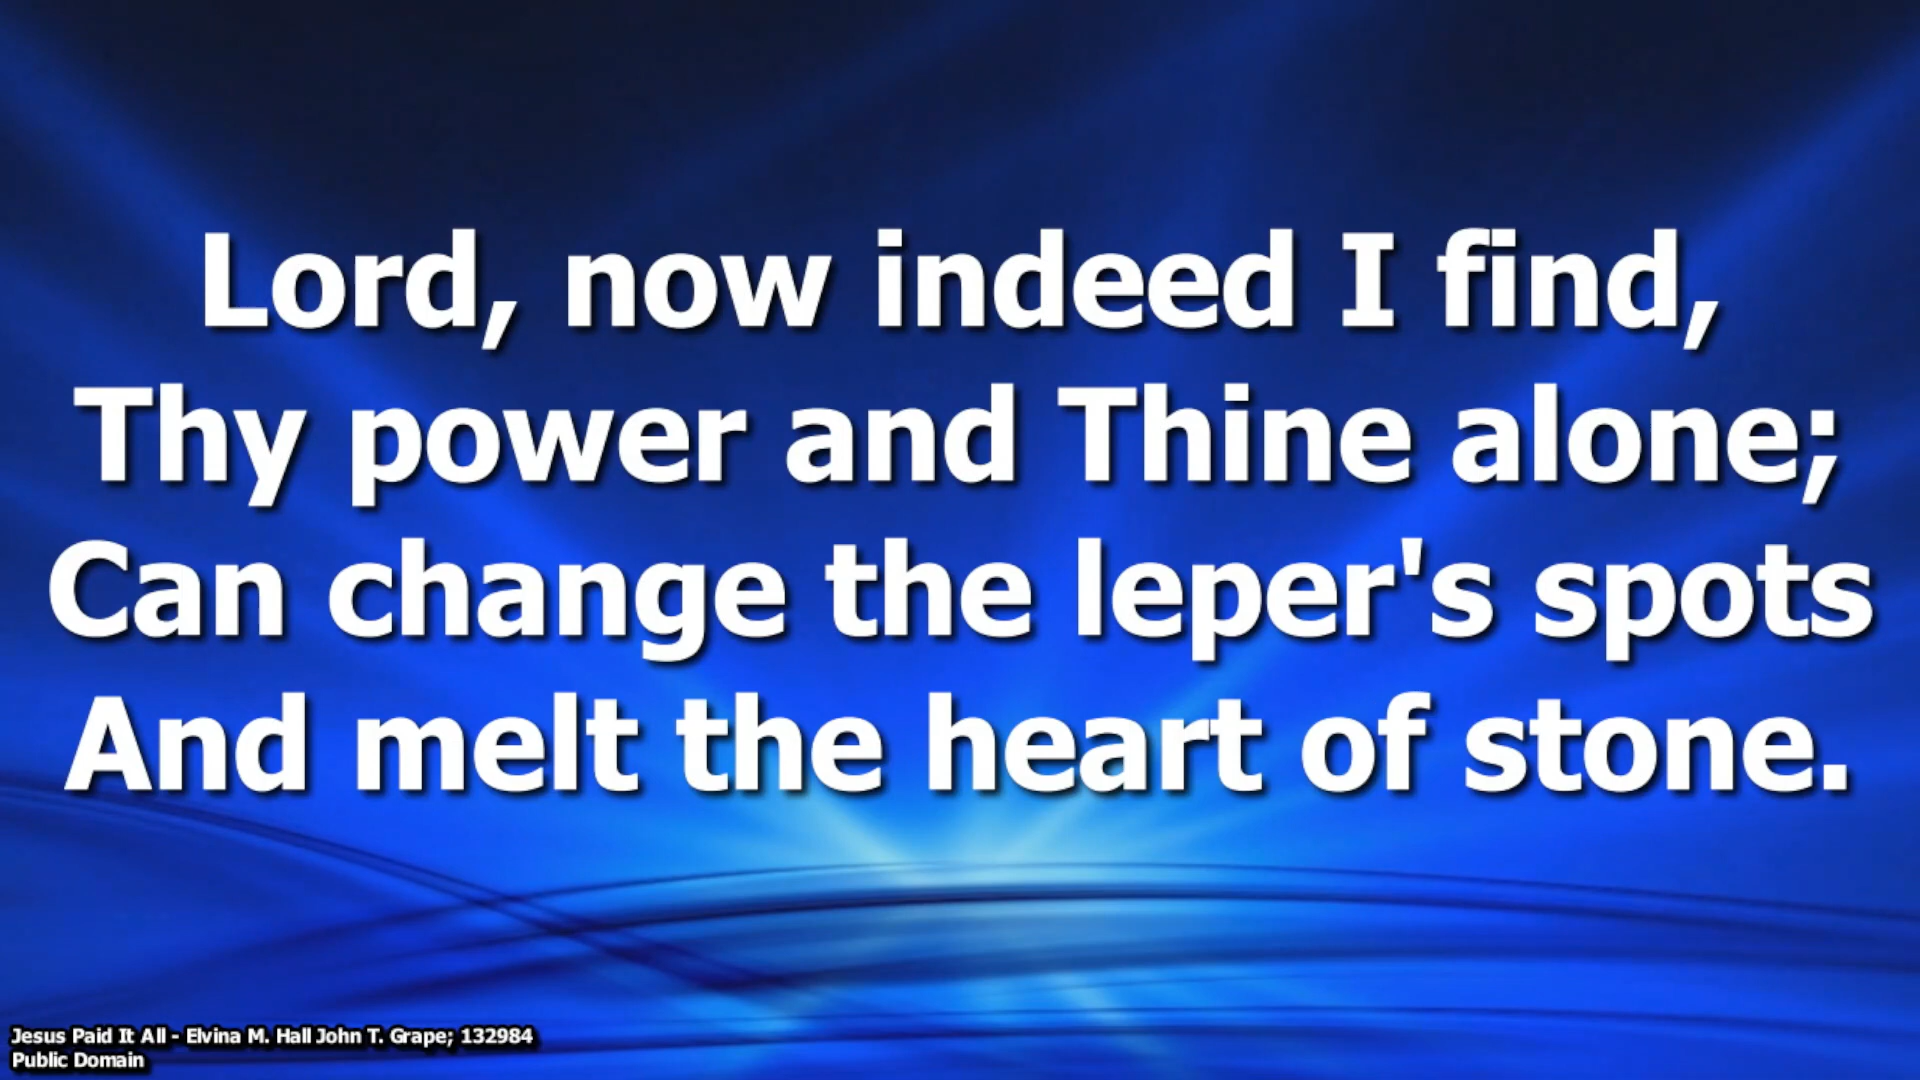 Lord, now indeed I find,
Thy power and Thine alone;
Can change the leper's spots
And melt the heart of stone.
Jesus Paid It All - Elvina M. Hall John T. Grape; 132984
Public Domain